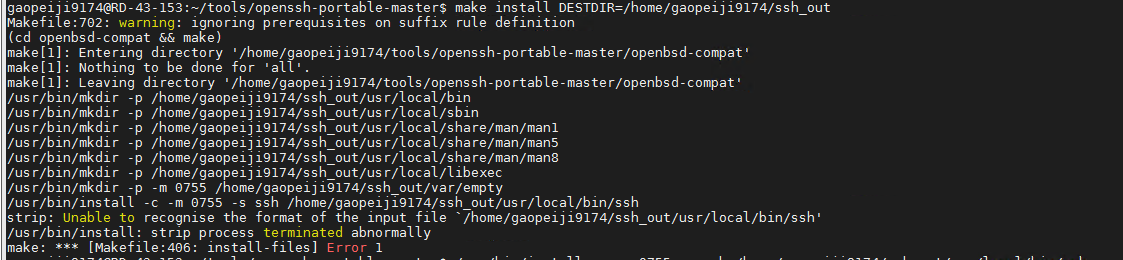 gaopeiji9174@RD-43-153:~/tools/openssh-portable-master$ make install DESTDIR=/home/gaopeiji9174/ssh_out
Makefile:702: warning: ignoring prerequisites on suffix rule definition
(cd openbsd-compat && make)
make[1]: Entering directory '/home/gaopeiji9174/tools/openssh-portable-master/openbsd-compat'
make[1]: Nothing to be done for 'all'.
make[1]: Leaving directory '/home/gaopeiji9174/tools/openssh-portable-master/openbsd-compat'
/usr/bin/mkdir -p /home/gaopeiji9174/ssh_out/usr/local/bin
/usr/bin/mkdir -p /home/gaopeiji9174/ssh_out/usr/local/sbin
/usr/bin/mkdir -p /home/gaopeiji9174/ssh_out/usr/local/share/man/man1
/usr/bin/mkdir -p /home/gaopeiji9174/ssh_out/usr/local/share/man/man5
/usr/bin/mkdir -p /home/gaopeiji9174/ssh_out/usr/local/share/man/man8
/usr/bin/mkdir -p /home/gaopeiji9174/ssh_out/usr/local/libexec
/usr/bin/mkdir -p -m 0755 /home/gaopeiji9174/ssh_out/var/empty
/usr/bin/install -c -m 0755 -s ssh /home/gaopeiji9174/ssh_out/usr/local/bin/ssh
strip: Unable to recognise the format of the input file `/home/gaopeiji9174/ssh_out/usr/local/bin/ssh'
/usr/bin/install: strip process terminated abnormally
make: *** [Makefile:406: install-files] Error 1